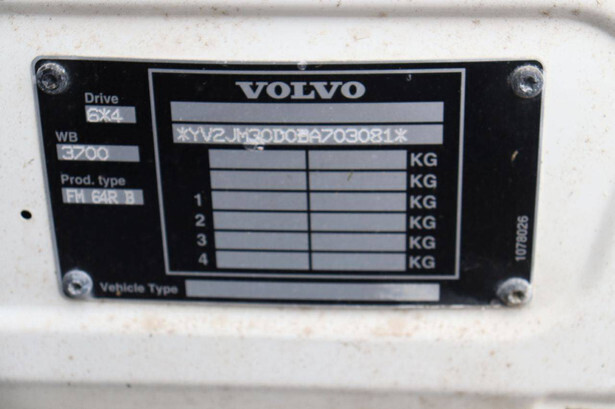 VOLVO
Drive
6X4
*YV2JM30D0BA703081*
WB
3700
KG
Prod. type
KG
FM 64R B
1 KG
2 KG
3 KG
4 KG
Vehicle Type
1078026